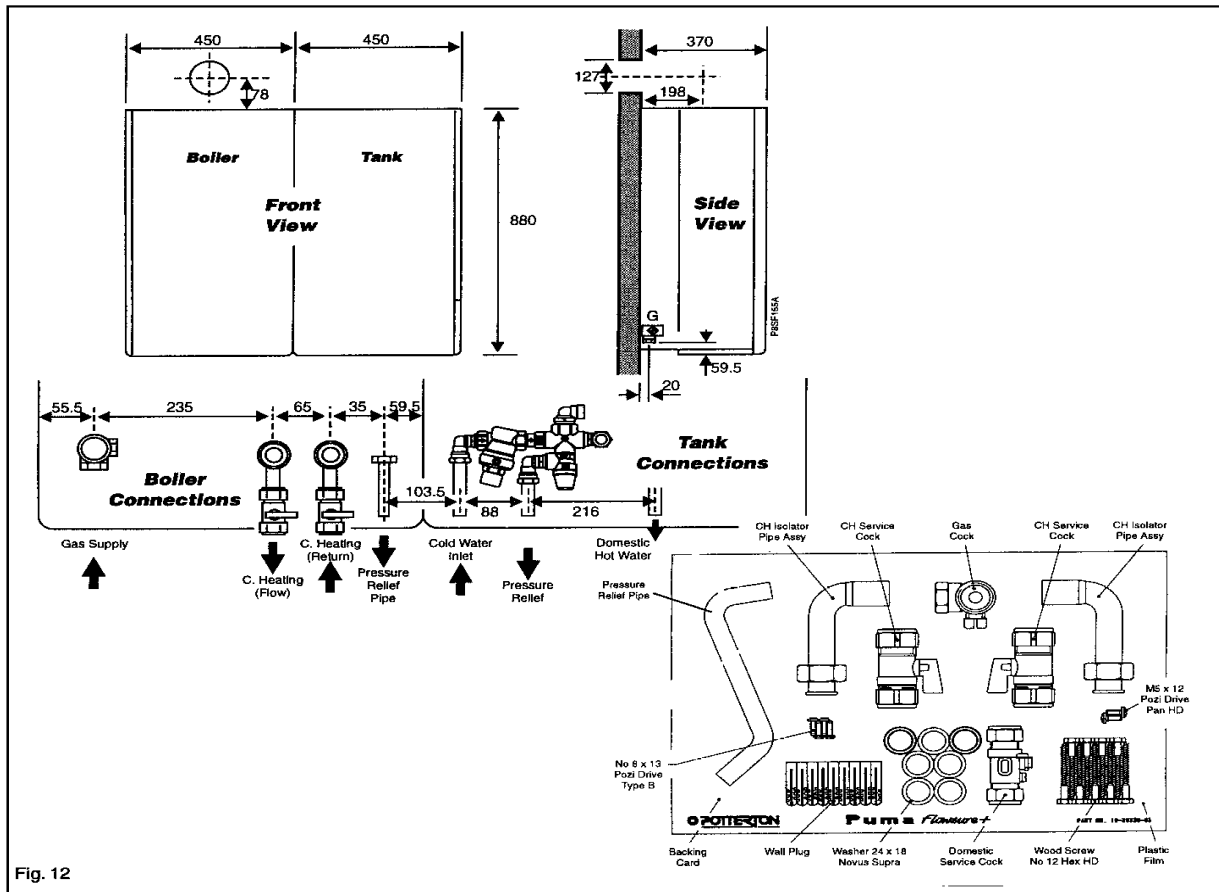 450
450
370
127
78
198
Boiler
Tank
Front
View
Side
View
880
G
P8SF155A
59.5
20
55.5
235
65
35
59.5
Boiler
Connections
Tank
Connections
103.5
88
216
Gas Supply
C. Heating
(Flow)
C. Heating
(Return)
Pressure
Relief
Pipe
Cold Water
Inlet
Pressure
Relief
Domestic
Hot Water
CH Isolator
Pipe Assy
CH Service
Cock
Gas
Cock
CH Service
Cock
CH Isolator
Pipe Assy
Pressure
Relief Pipe
M5 x 12
Pozi Drive
Pan HD
No 8 x 13
Pozi Drive
Type B
POTTERTON
Puma Flowsure+
PART NO.
Backing
Card
Wall Plug
Washer 24 x 18
Novus Supra
Domestic
Service Cock
Wood Screw
No 12 Hex HD
Plastic
Film
Fig. 12